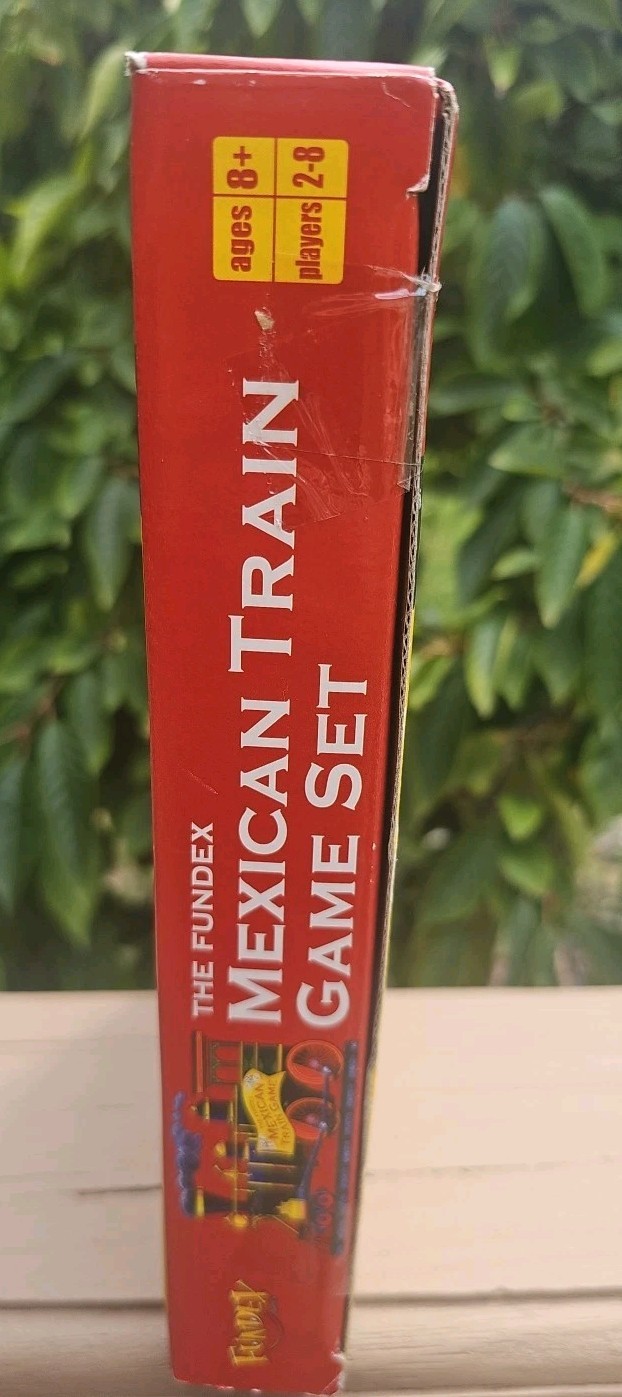 THE FUNDEX
MEXICAN TRAIN
GAME SET
ages 8+
players 2-8
MEXICAN
TRAIN GAME
FUNDEX